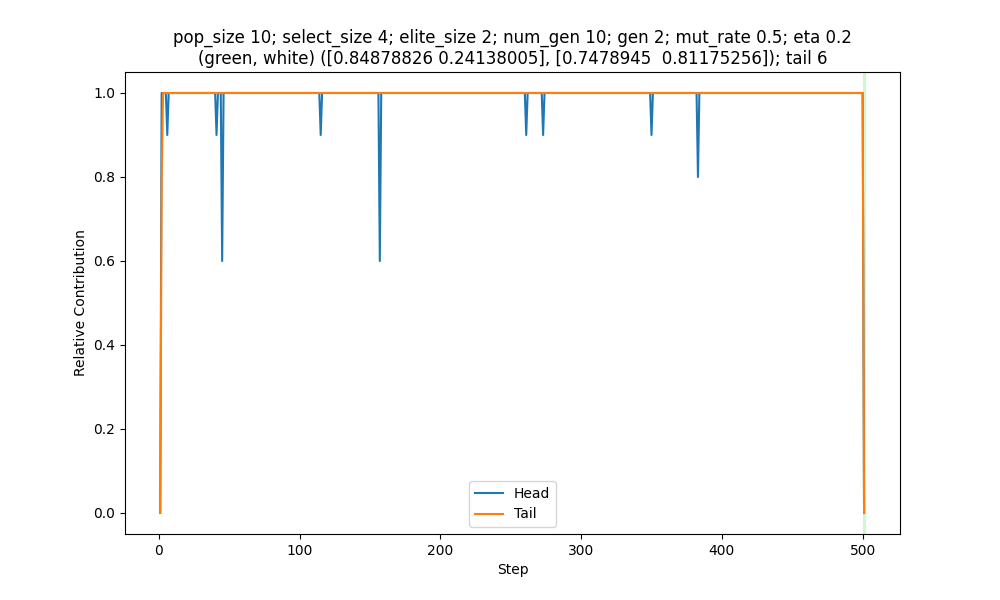 pop_size 10; select_size 4; elite_size 2; num_gen 10; gen 2; mut_rate 0.5; eta 0.2
(green, white) ([0.84878826 0.24138005], [0.7478945  0.81175256]); tail 6
1.0
0.8
0.6
0.4
0.2
0.0
Relative Contribution
Head
Tail
0
100
200
300
400
500
Step